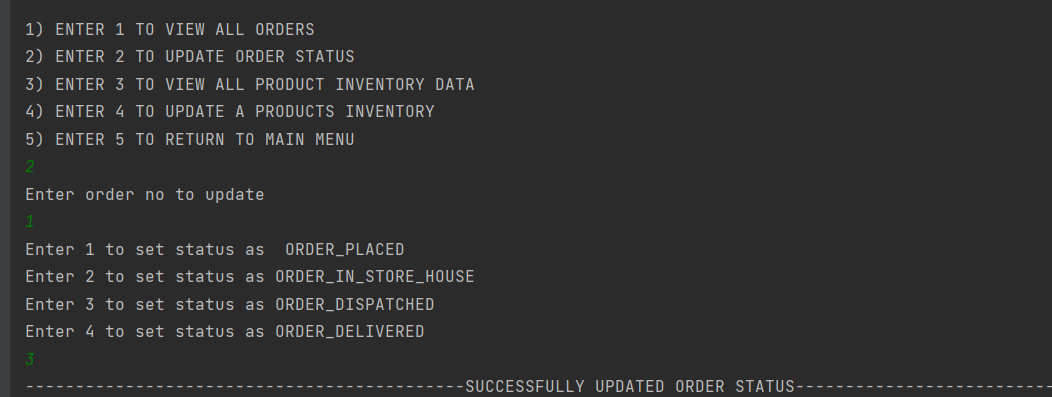 1) ENTER 1 TO VIEW ALL ORDERS
2) ENTER 2 TO UPDATE ORDER STATUS
3) ENTER 3 TO VIEW ALL PRODUCT INVENTORY DATA
4) ENTER 4 TO UPDATE A PRODUCTS INVENTORY
5) ENTER 5 TO RETURN TO MAIN MENU
2
Enter order no to update
1
Enter 1 to set status as  ORDER_PLACED
Enter 2 to set status as ORDER_IN_STORE_HOUSE
Enter 3 to set status as ORDER_DISPATCHED
Enter 4 to set status as ORDER_DELIVERED
3
--------------------------------------------SUCCESSFULLY UPDATED ORDER STATUS--------------------------